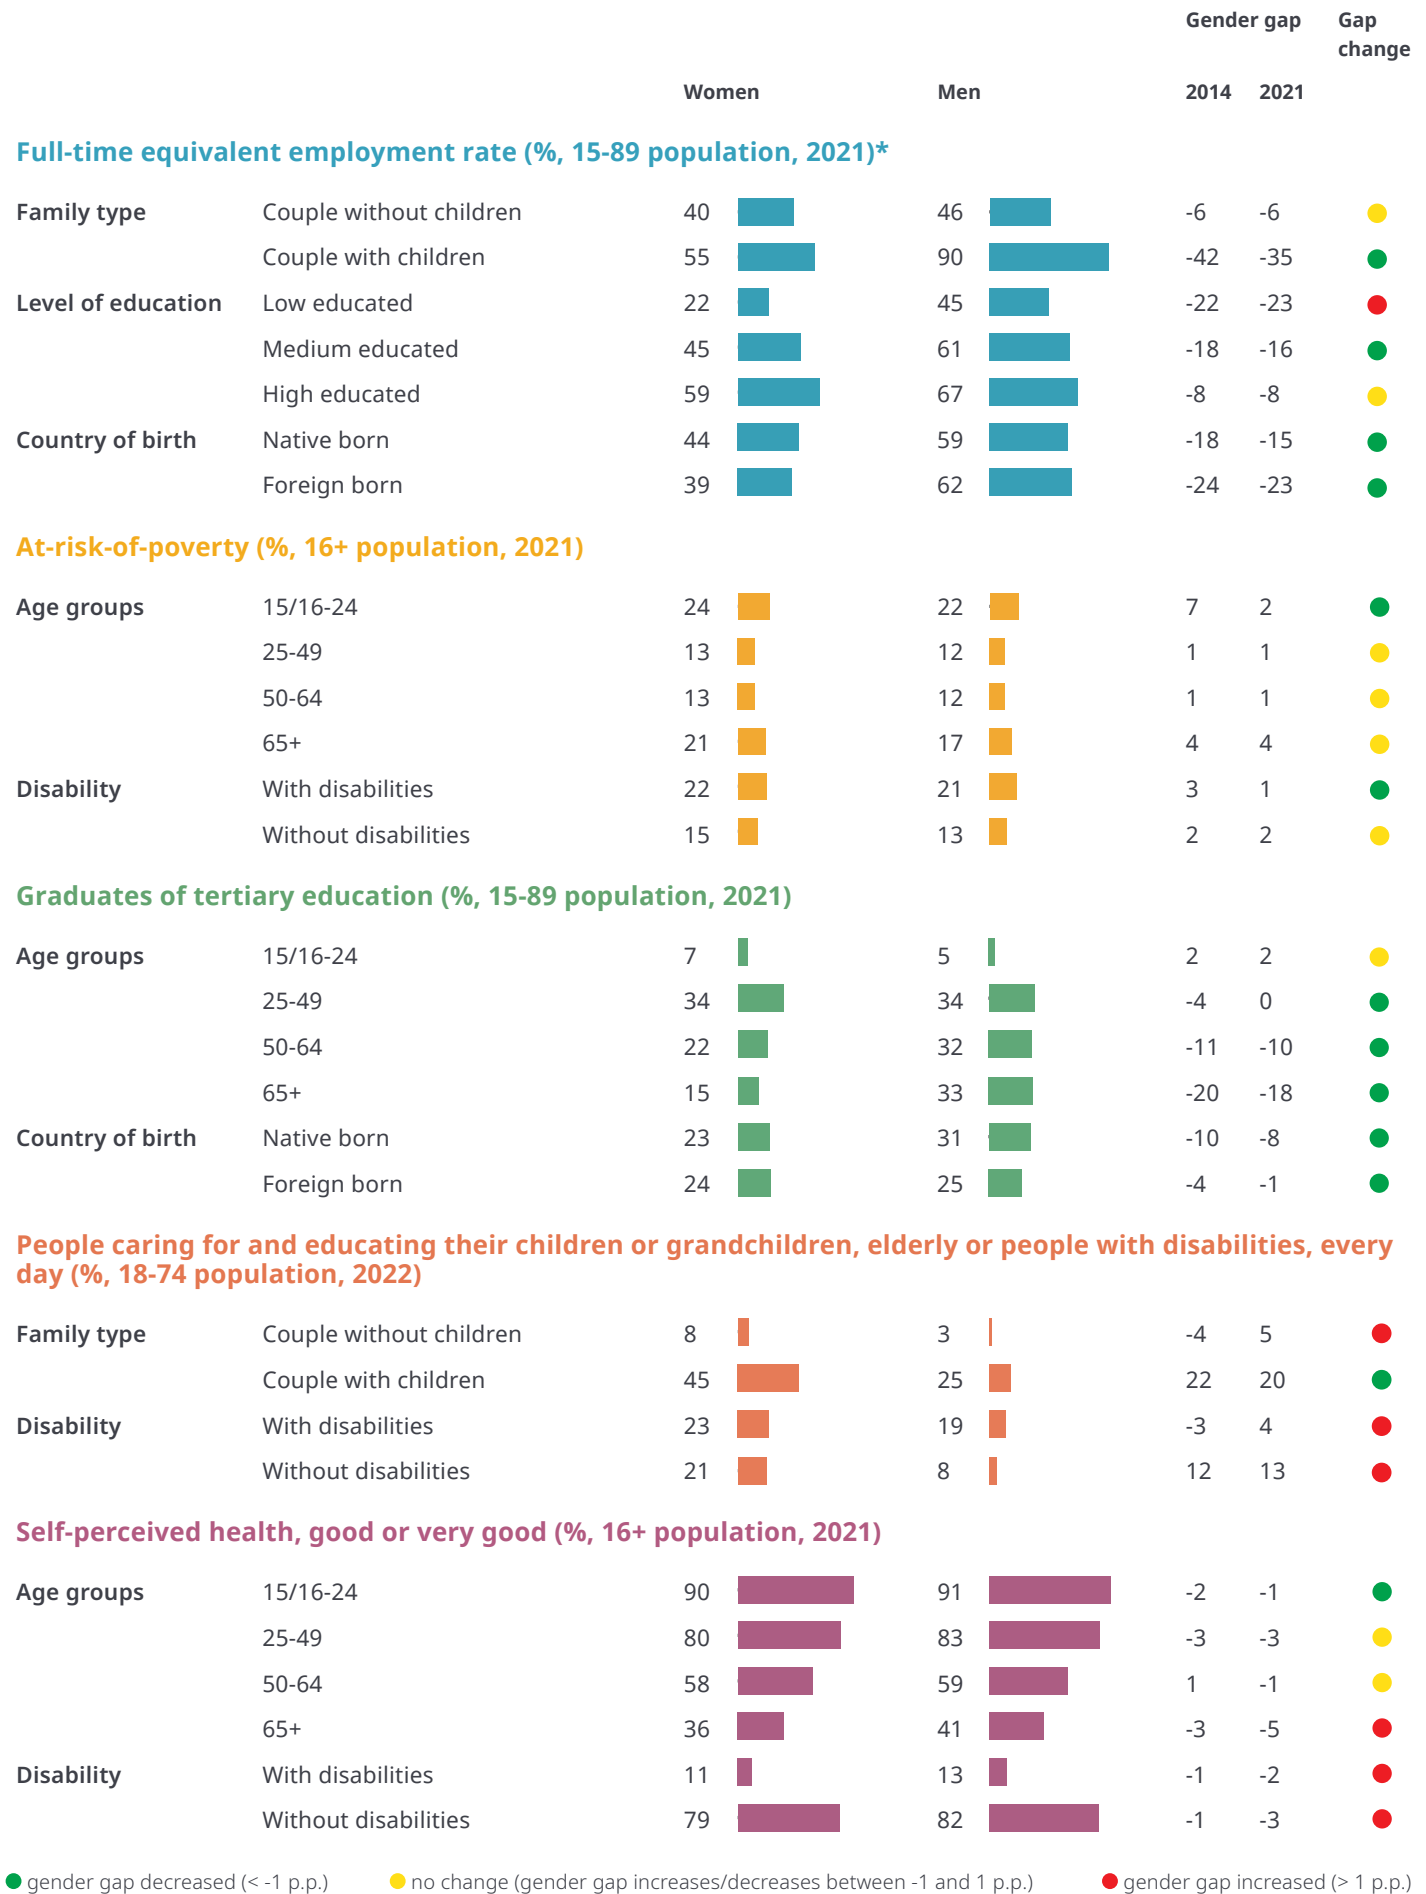 Gender gap Gap
change
Women Men 2014 2021
Full-time equivalent employment rate (%, 15-89 population, 2021)*
Family type Couple without children 40 46 -6 -6
Couple with children 55 90 -42 -35
Level of education Low educated 22 45 -22 -23
Medium educated 45 61 -18 -16
High educated 59 67 -8 -8
Country of birth Native born 44 59 -18 -15
Foreign born 39 62 -24 -23
At-risk-of-poverty (%, 16+ population, 2021)
Age groups 15/16-24 24 22 7 2
25-49 13 12 1 1
50-64 13 12 1 1
65+ 21 17 4 4
Disability With disabilities 22 21 3 1
Without disabilities 15 13 2 2
Graduates of tertiary education (%, 15-89 population, 2021)
Age groups 15/16-24 7 5 2 2
25-49 34 34 -4 0
50-64 22 32 -11 -10
65+ 15 33 -20 -18
Country of birth Native born 23 31 -10 -8
Foreign born 24 25 -4 -1
People caring for and educating their children or grandchildren, elderly or people with disabilities, every
day (%, 18-74 population, 2022)
Family type Couple without children 8 3 -4 5
Couple with children 45 25 22 20
Disability With disabilities 23 19 -3 4
Without disabilities 21 8 12 13
Self-perceived health, good or very good (%, 16+ population, 2021)
Age groups 15/16-24 90 91 -2 -1
25-49 80 83 -3 -3
50-64 58 59 1 -1
65+ 36 41 -3 -5
Disability With disabilities 11 13 -1 -2
Without disabilities 79 82 -1 -3
gender gap decreased (< -1 p.p.) no change (gender gap increases/decreases between -1 and 1 p.p.) gender gap increased (> 1 p.p.)